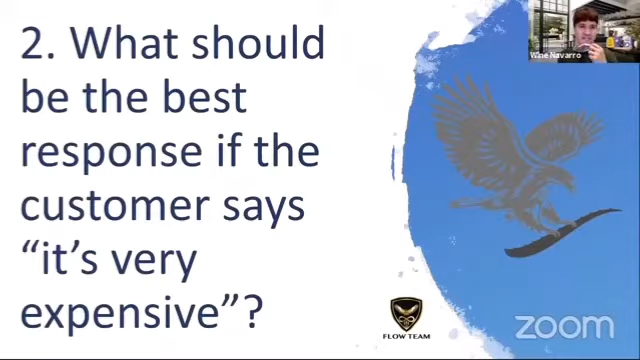 2. What should
be the best
response if the
customer says
“it’s very
expensive”?
Wine Navarro
FLOW TEAM
zoom